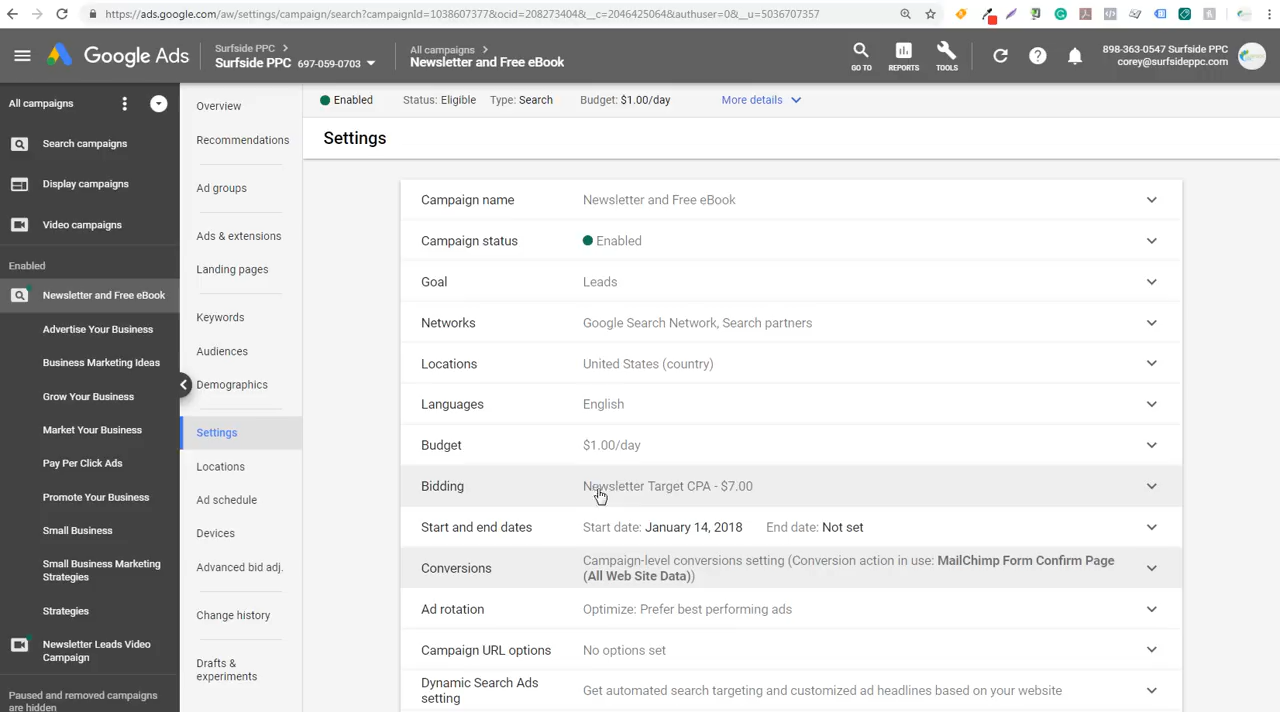 https://ads.google.com/aw/settings/campaign/search?campaignId=1038607377&ocid=208273404&__c=2046425064&authuser=0&__u=5036707357
Google Ads
Surfside PPC
Surfside PPC 697-059-0703
All campaigns
Newsletter and Free eBook
GO TO
REPORTS
TOOLS
898-363-0547 Surfside PPC
corey@surfsideppc.com
All campaigns
Search campaigns
Display campaigns
Video campaigns
Enabled
Newsletter and Free eBook
Advertise Your Business
Business Marketing Ideas
Grow Your Business
Market Your Business
Pay Per Click Ads
Promote Your Business
Small Business
Small Business Marketing
Strategies
Strategies
Newsletter Leads Video
Campaign
Paused and removed campaigns
are hidden
Overview
Recommendations
Ad groups
Ads & extensions
Landing pages
Keywords
Audiences
Demographics
Settings
Locations
Ad schedule
Devices
Advanced bid adj.
Change history
Drafts &
experiments
Enabled Status: Eligible Type: Search Budget: $1.00/day More details
Settings
Campaign name Newsletter and Free eBook
Campaign status Enabled
Goal Leads
Networks Google Search Network, Search partners
Locations United States (country)
Languages English
Budget $1.00/day
Bidding Newsletter Target CPA - $7.00
Start and end dates Start date: January 14, 2018 End date: Not set
Conversions Campaign-level conversions setting (Conversion action in use: MailChimp Form Confirm Page
(All Web Site Data))
Ad rotation Optimize: Prefer best performing ads
Campaign URL options No options set
Dynamic Search Ads
setting Get automated search targeting and customized ad headlines based on your website